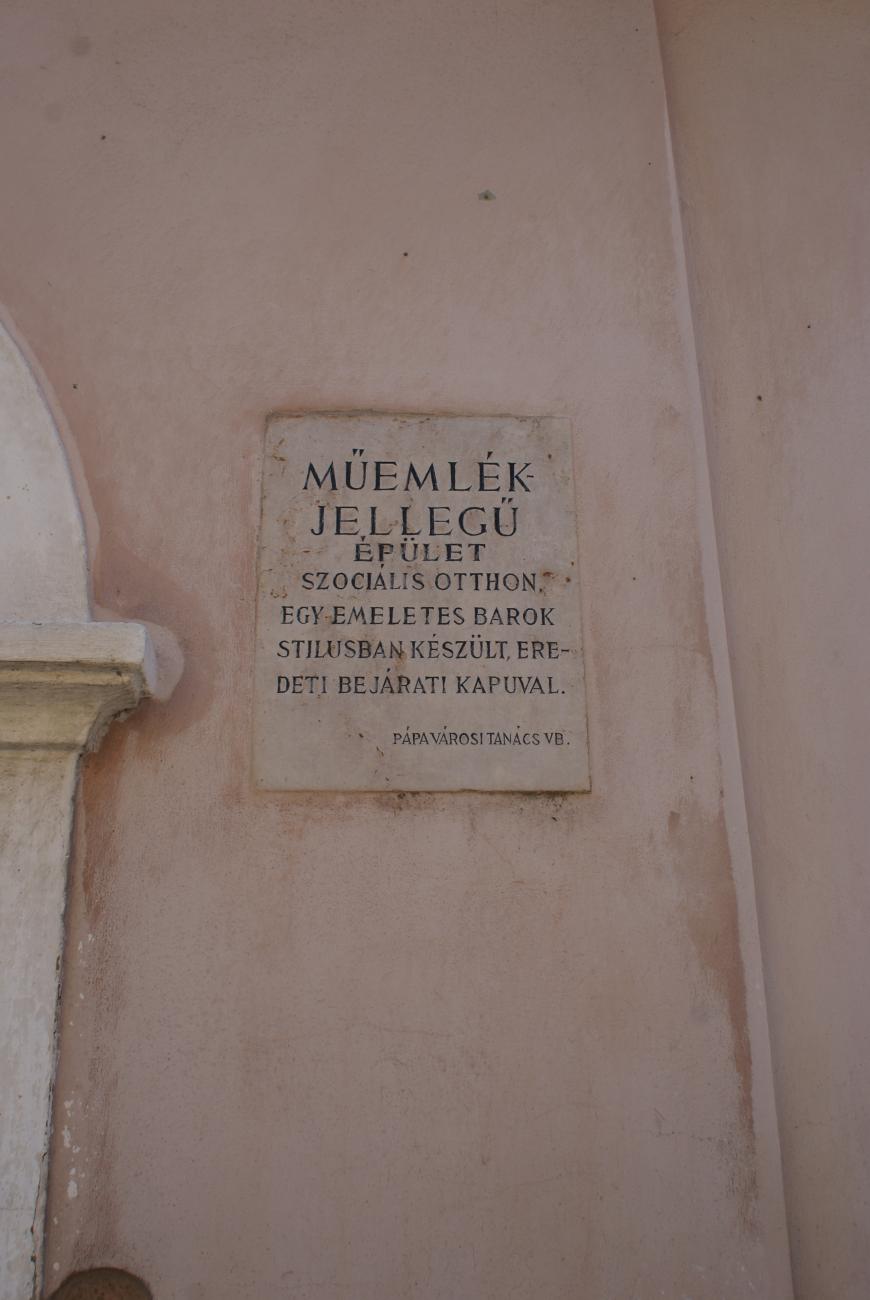 MŰEMLÉK-
JELLEGŰ
ÉPÜLET
SZOCIÁLIS OTTHON,
EGY EMELETES BAROK
STILUSBAN KÉSZÜLT, ERE-
DETI BEJÁRATI KAPUVAL.
PÁPA VÁROSI TANÁCS VB.